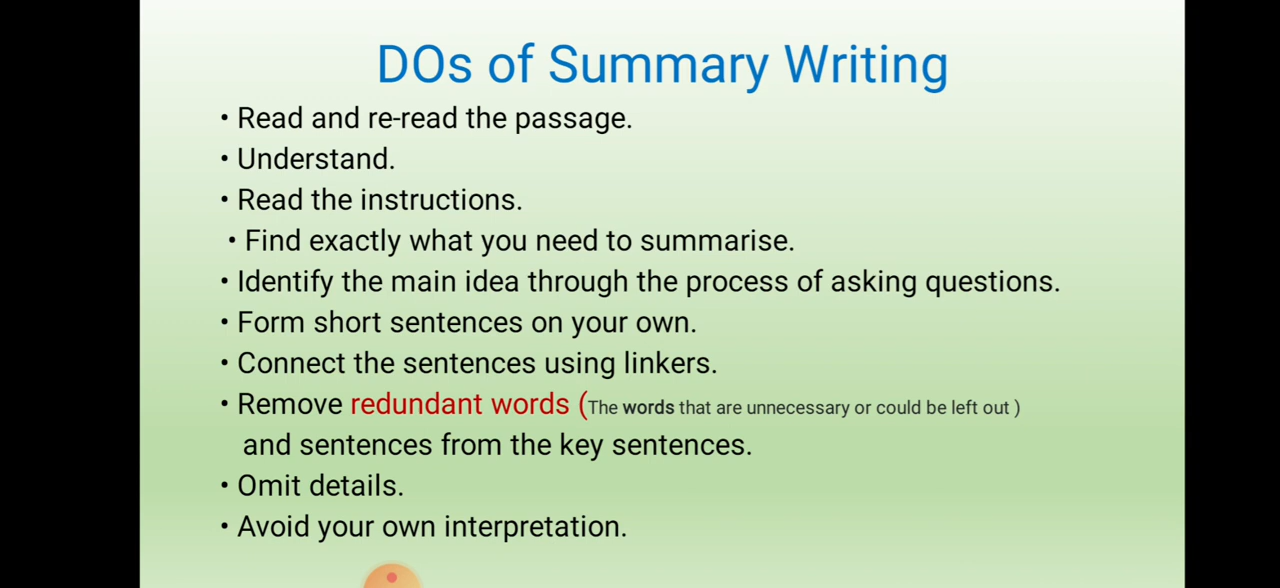 DOs of Summary Writing
• Read and re-read the passage.
• Understand.
• Read the instructions.
• Find exactly what you need to summarise.
• Identify the main idea through the process of asking questions.
• Form short sentences on your own.
• Connect the sentences using linkers.
• Remove redundant words (The words that are unnecessary or could be left out )
and sentences from the key sentences.
• Omit details.
• Avoid your own interpretation.